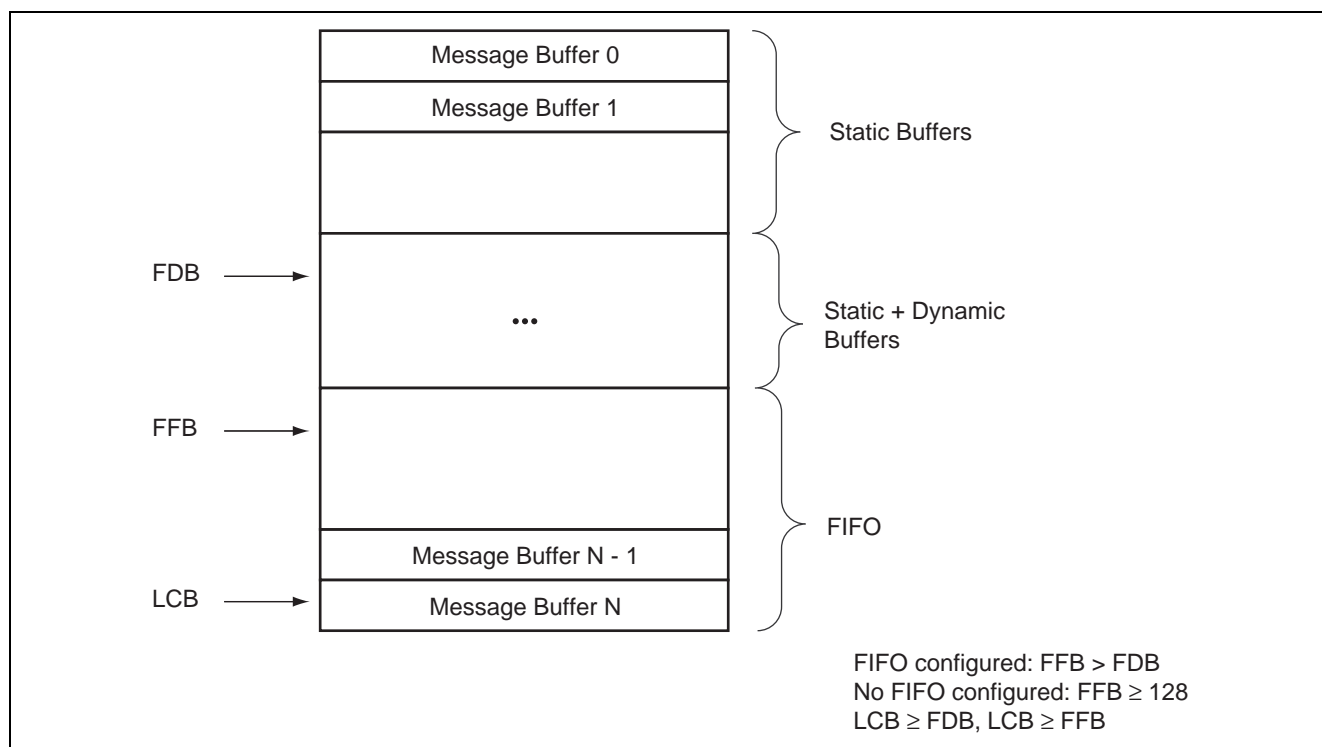 Message Buffer 0
Message Buffer 1
Static Buffers
FDB
•••
Static + Dynamic
Buffers
FFB
FIFO
Message Buffer N - 1
LCB
Message Buffer N
FIFO configured: FFB > FDB
No FIFO configured: FFB ≥ 128
LCB ≥ FDB, LCB ≥ FFB